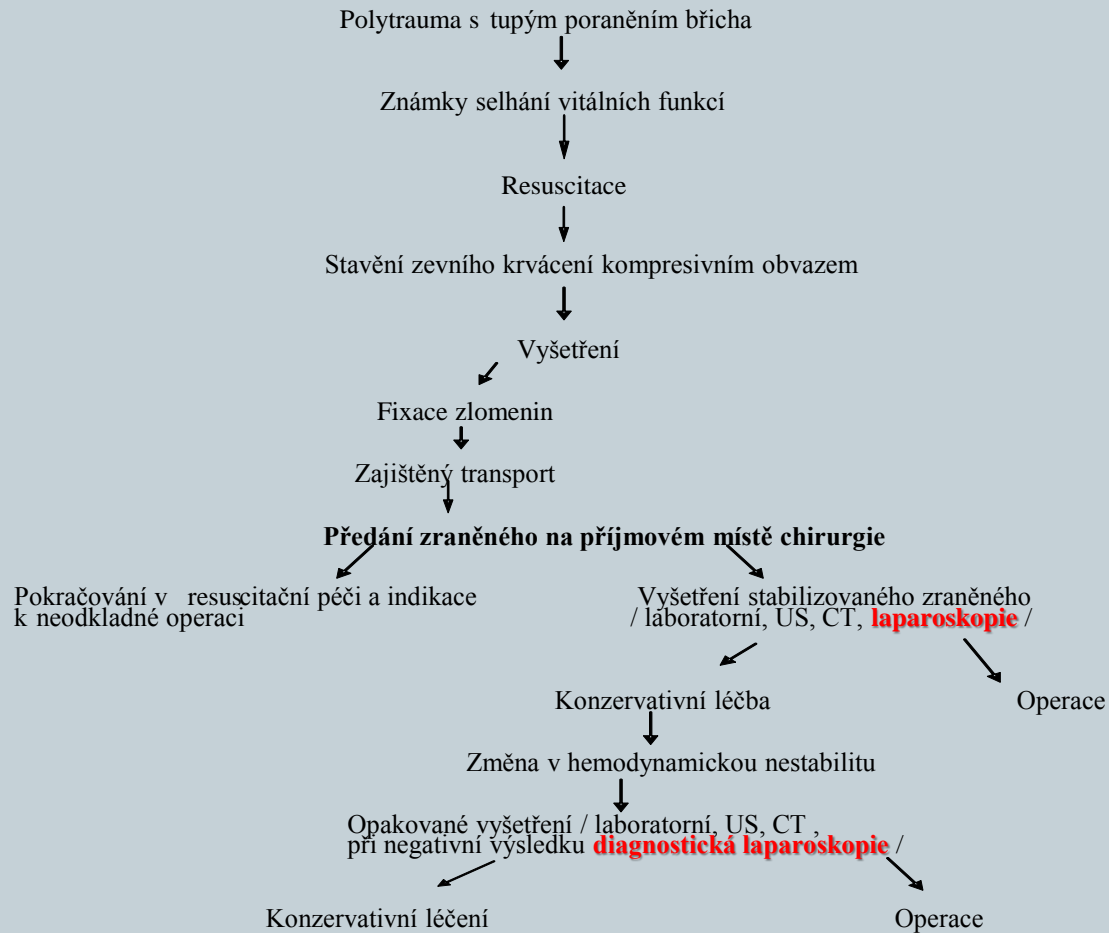 Polytrauma s tupým poraněním břicha
Známky selhání vitálních funkcí
Resuscitace
Stavění zevního krvácení kompresivním obvazem
Vyšetření
Fixace zlomenin
Zajištěný transport
Předání zraněného na příjmovém místě chirurgie
Pokračování v resuscitační péči a indikace
k neodkladné operaci
Vyšetření stabilizovaného zraněného
/ laboratorní, US, CT, laparoskopie /
Konzervativní léčba
Operace
Změna v hemodynamickou nestabilitu
Opakované vyšetření / laboratorní, US, CT ,
při negativní výsledku diagnostická laparoskopie /
Konzervativní léčení
Operace